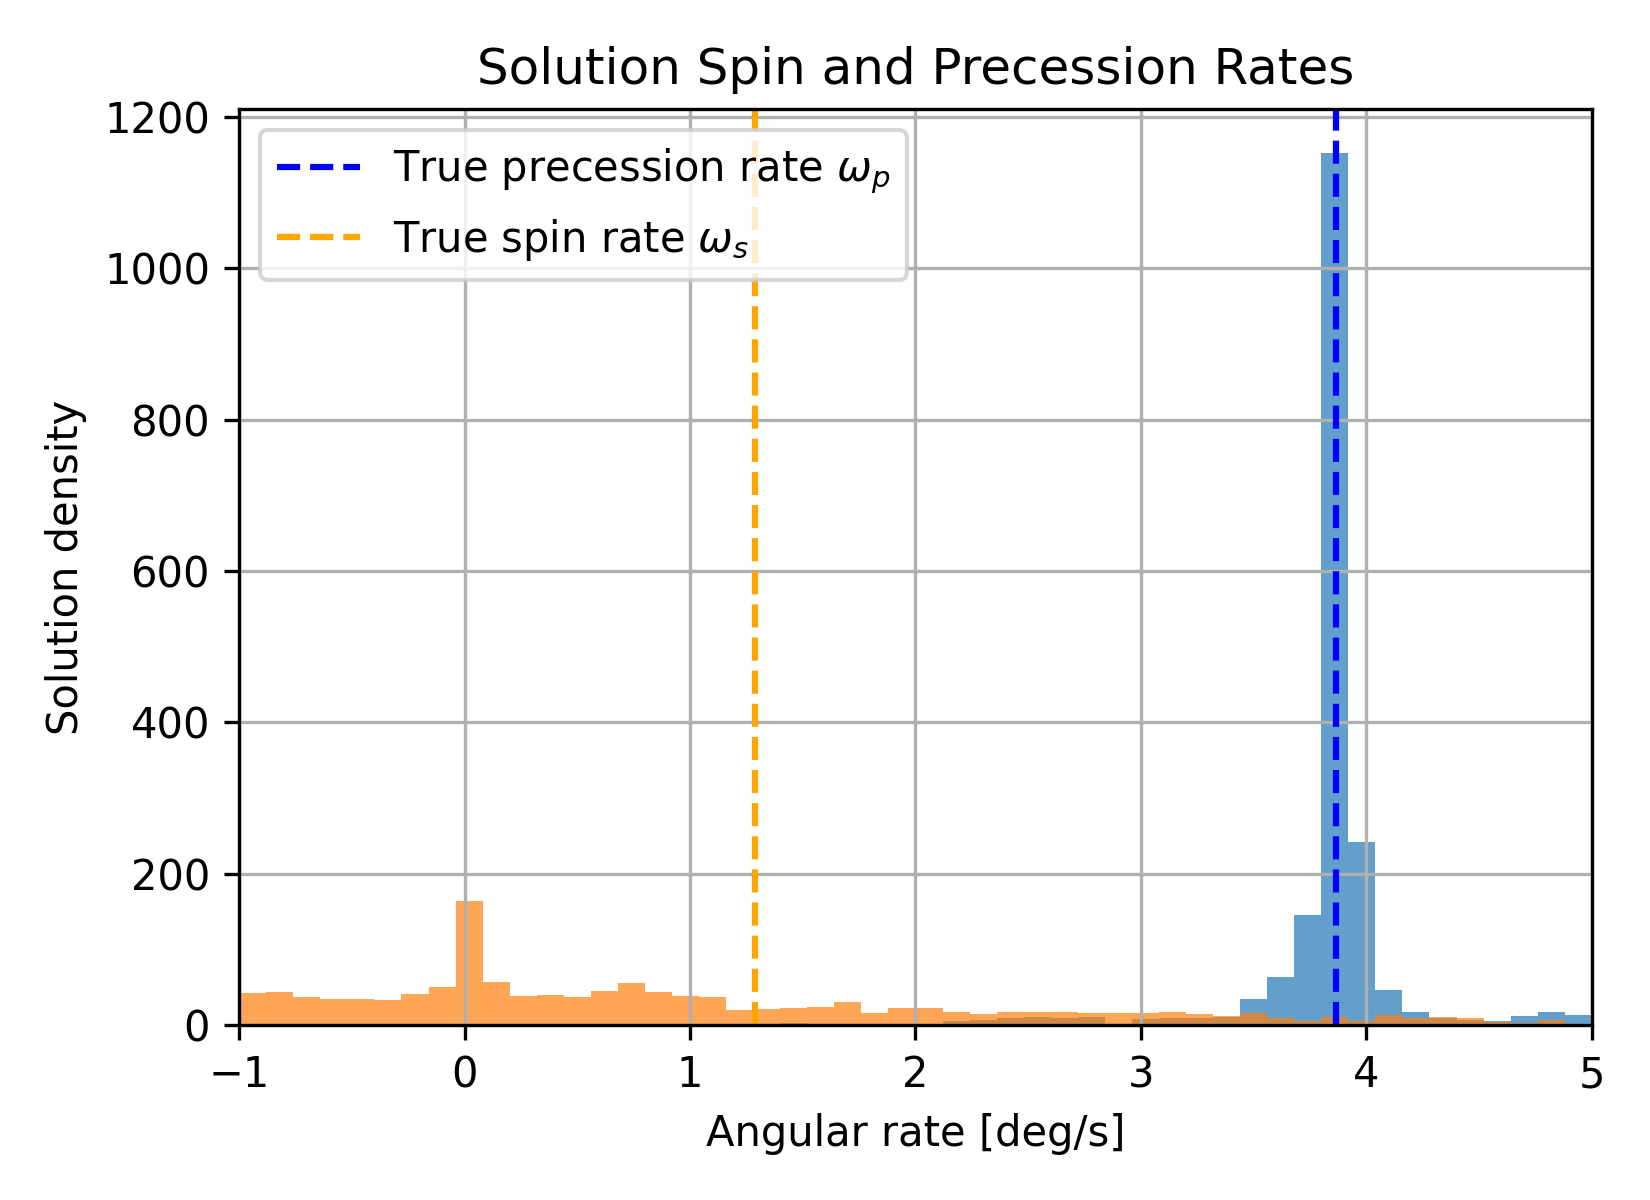 Solution Spin and Precession Rates
1200
1000
800
600
400
200
0
Solution density
True precession rate ωp
True spin rate ωs
−1 0 1 2 3 4 5
Angular rate [deg/s]